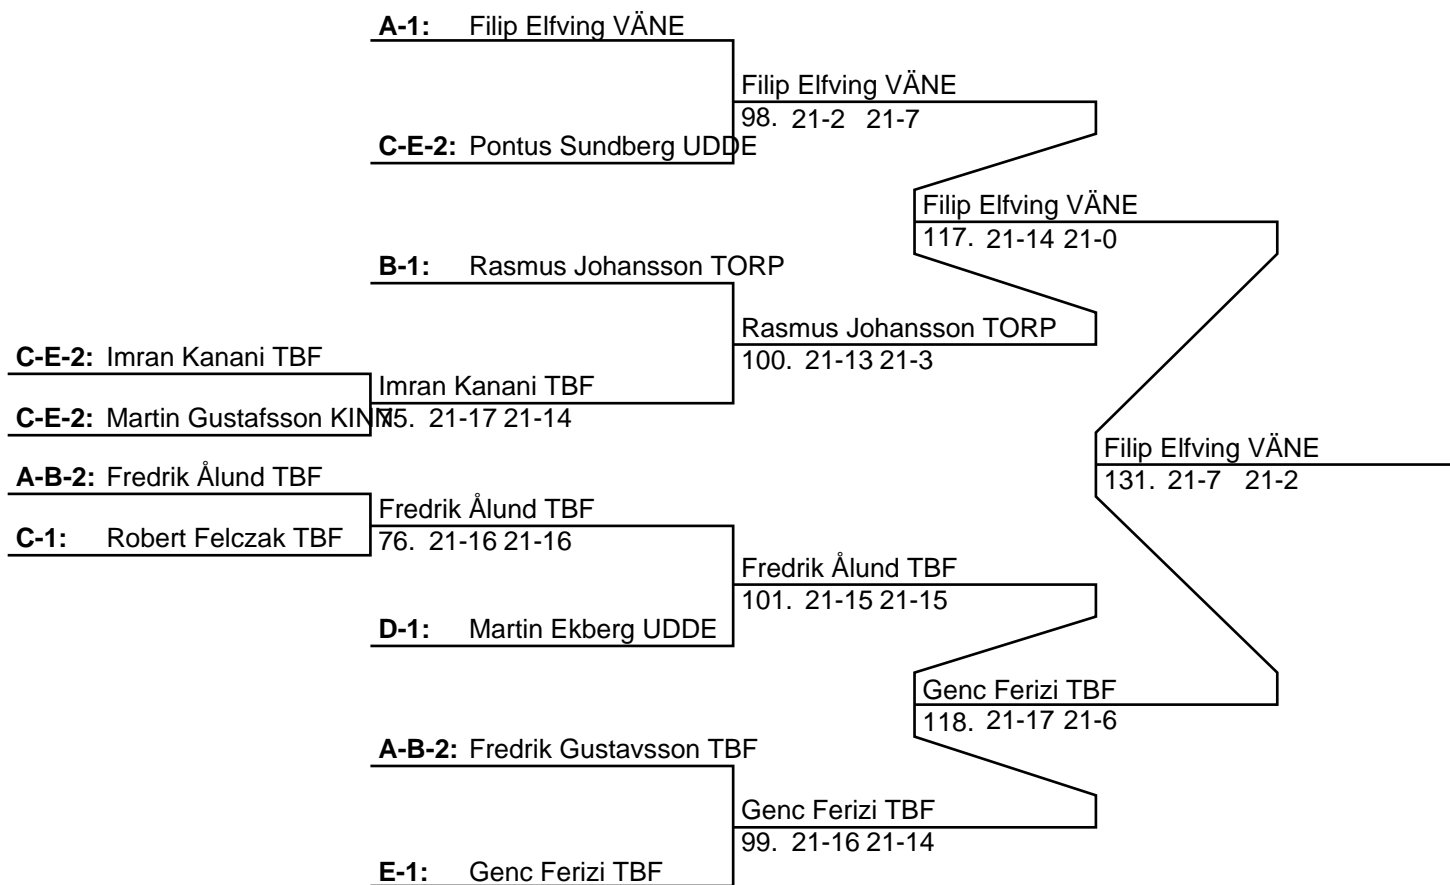 A-1: Filip Elfving VÄNE
Filip Elfving VÄNE
98. 21-2 21-7
C-E-2: Pontus Sundberg UDDE
Filip Elfving VÄNE
117. 21-14 21-0
B-1: Rasmus Johansson TORP
Rasmus Johansson TORP
100. 21-13 21-3
C-E-2: Imran Kanani TBF
Imran Kanani TBF
75. 21-17 21-14
C-E-2: Martin Gustafsson KINN
Filip Elfving VÄNE
131. 21-7 21-2
A-B-2: Fredrik Ålund TBF
Fredrik Ålund TBF
76. 21-16 21-16
C-1: Robert Felczak TBF
Fredrik Ålund TBF
101. 21-15 21-15
D-1: Martin Ekberg UDDE
Genc Ferizi TBF
118. 21-17 21-6
A-B-2: Fredrik Gustavsson TBF
Genc Ferizi TBF
99. 21-16 21-14
E-1: Genc Ferizi TBF